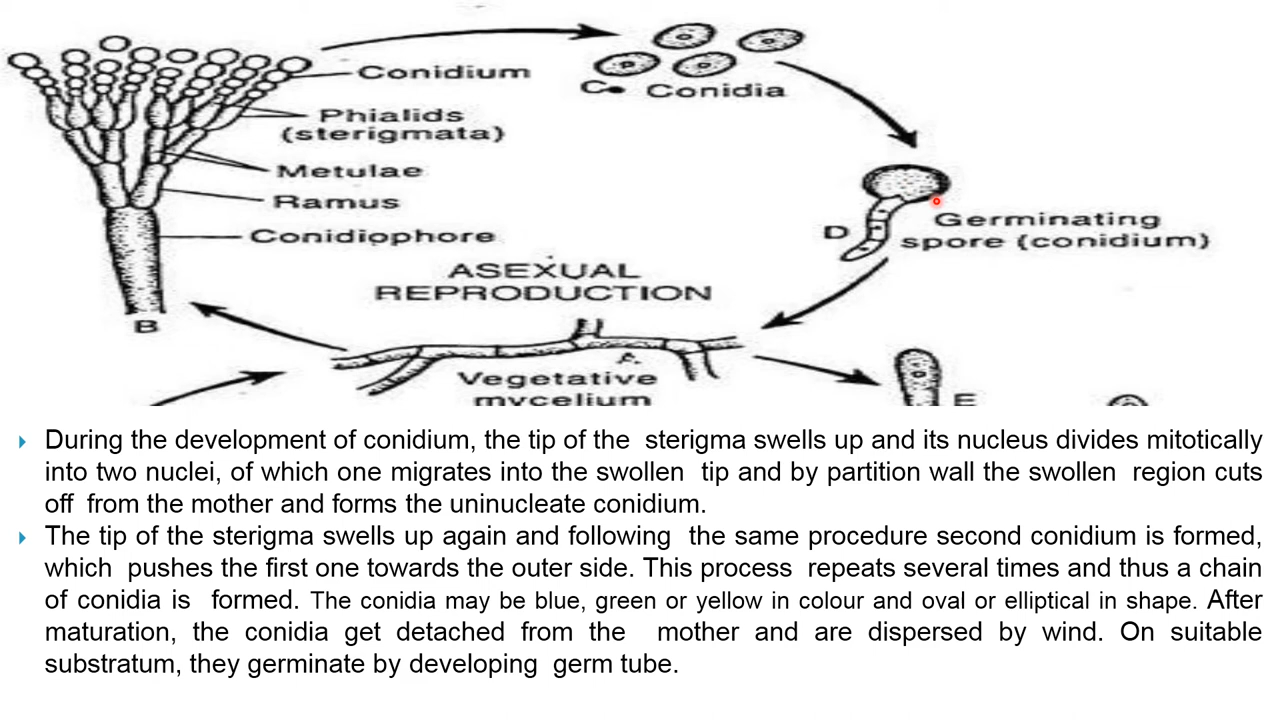 Conidium
C Conidia
Phialids
(sterigmata)
Metulae
Ramus
D Germinating
spore (conidium)
Conidiophore
ASEXUAL
REPRODUCTION
B
A.
Vegetative
mycelium
E
During the development of conidium, the tip of the sterigma swells up and its nucleus divides mitotically
into two nuclei, of which one migrates into the swollen tip and by partition wall the swollen region cuts
off from the mother and forms the uninucleate conidium.
The tip of the sterigma swells up again and following the same procedure second conidium is formed,
which pushes the first one towards the outer side. This process repeats several times and thus a chain
of conidia is formed. The conidia may be blue, green or yellow in colour and oval or elliptical in shape. After
maturation, the conidia get detached from the mother and are dispersed by wind. On suitable
substratum, they germinate by developing germ tube.